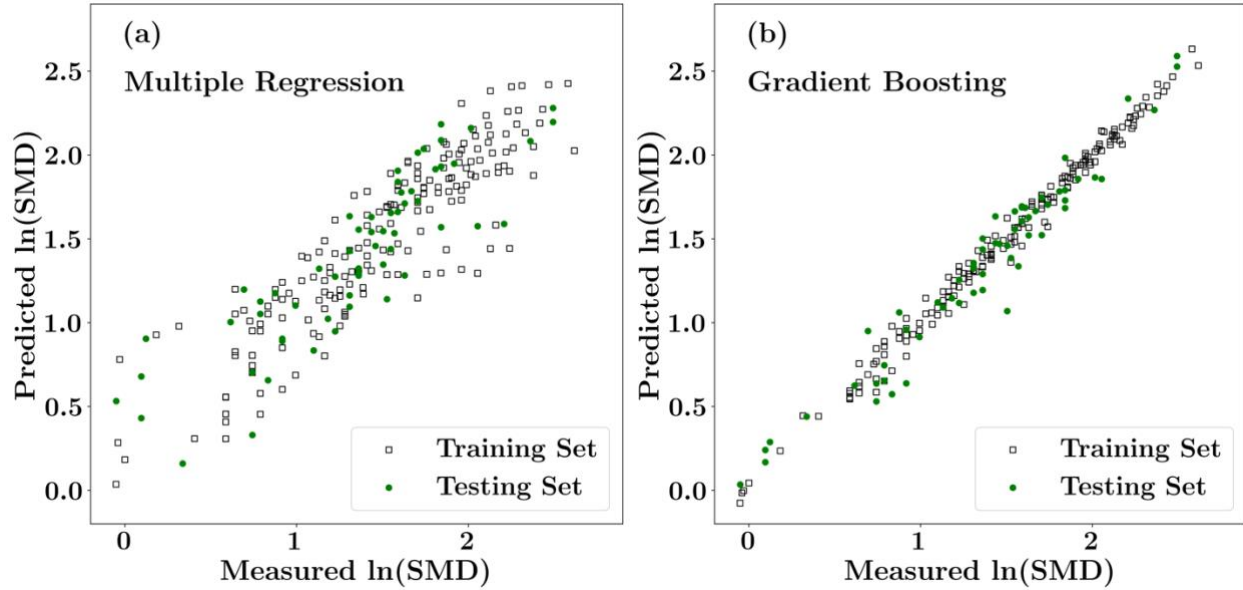 (a)
Multiple Regression
Predicted ln(SMD)
2.5
2.0
1.5
1.0
0.5
0.0
Training Set
Testing Set
0 1 2
Measured ln(SMD)
(b)
Gradient Boosting
Predicted ln(SMD)
2.5
2.0
1.5
1.0
0.5
0.0
Training Set
Testing Set
0 1 2
Measured ln(SMD)